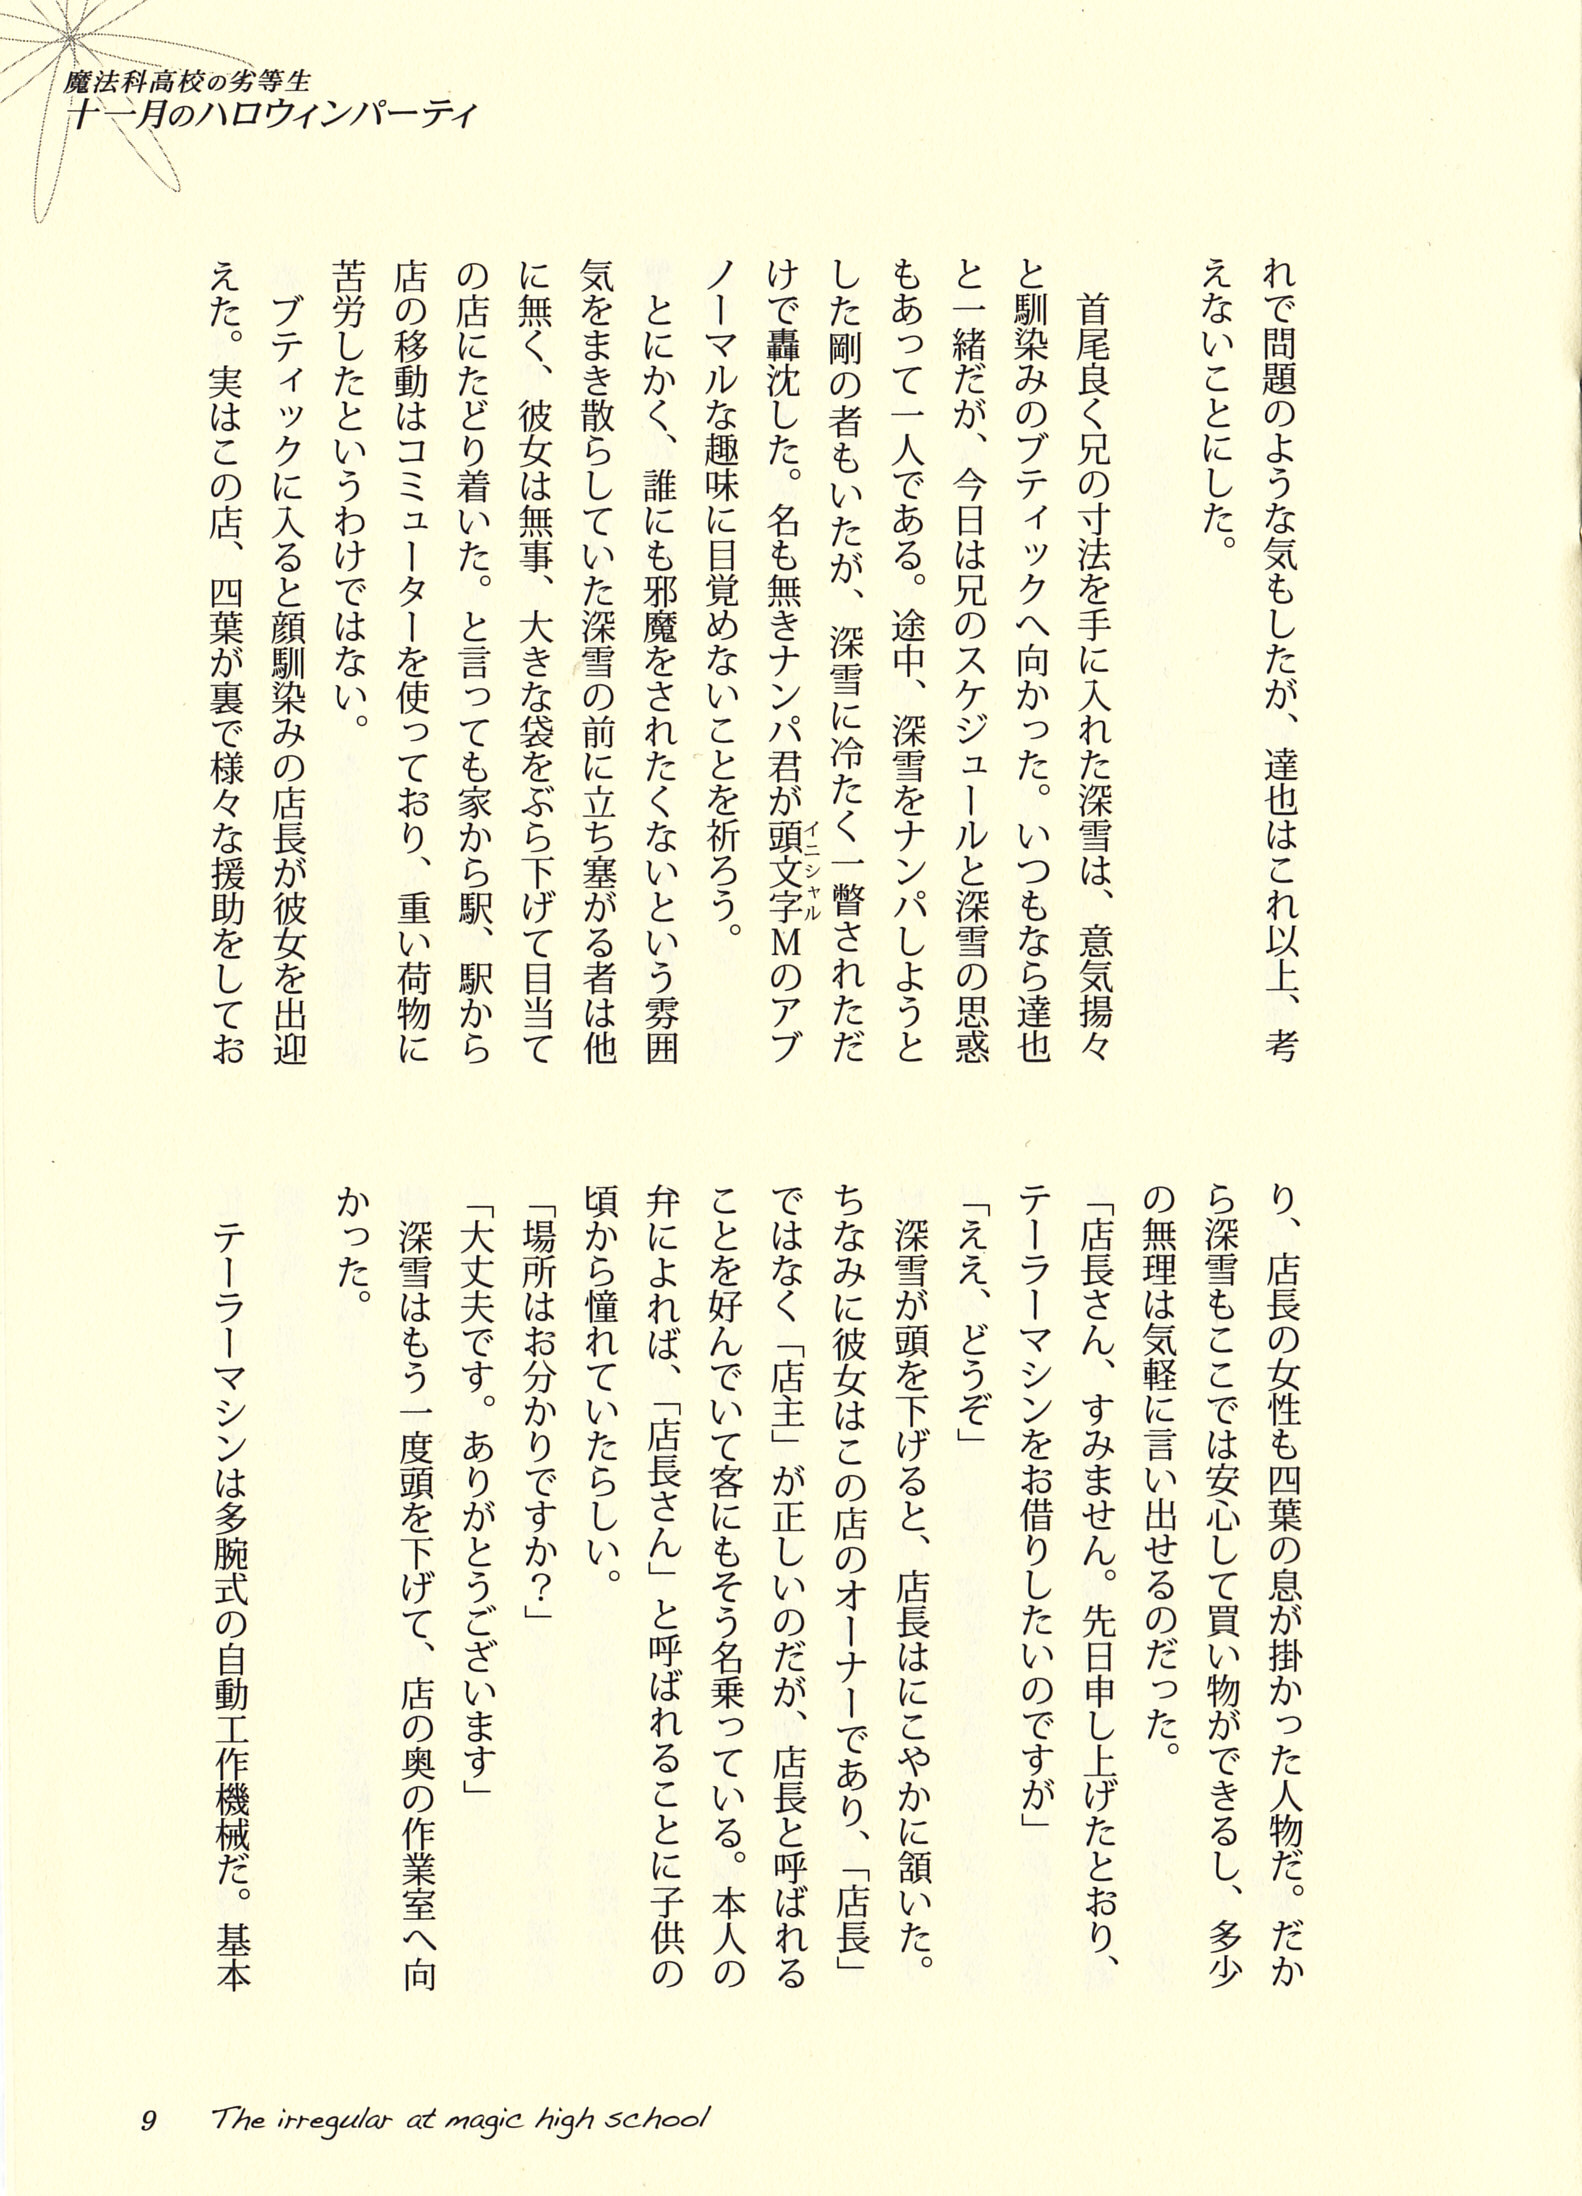 魔法科高校の劣等生
十一月のハロウィンパーティ
れで問題のような気もしたが、達也はこれ以上、考
えないことにした。
首尾良く兄の寸法を手に入れた深雪は、意気揚々
と馴染みのブティックへ向かった。いつもなら達也
と一緒だが、今日は兄のスケジュールと深雪の思惑
もあって一人である。途中、深雪をナンパしようと
した剛の者もいたが、深雪に冷たく一瞥されただ
けで轟沈した。名も無きナンパ君が頭文字Mのアブ
イニシャル
ノーマルな趣味に目覚めないことを祈ろう。
とにかく、誰にも邪魔をされたくないという雰囲
気をまき散らしていた深雪の前に立ち塞がる者は他
に無く、彼女は無事、大きな袋をぶら下げて目当て
の店にたどり着いた。と言っても家から駅、駅から
店の移動はコミューターを使っており、重い荷物に
苦労したというわけではない。
ブティックに入ると顔馴染みの店長が彼女を出迎
えた。実はこの店、四葉が裏で様々な援助をしてお
り、店長の女性も四葉の息が掛かった人物だ。だか
ら深雪もここでは安心して買い物ができるし、多少
の無理は気軽に言い出せるのだった。
「店長さん、すみません。先日申し上げたとおり、
テーラーマシンをお借りしたいのですが」
「ええ、どうぞ」
深雪が頭を下げると、店長はにこやかに頷いた。
ちなみに彼女はこの店のオーナーであり、「店長」
ではなく「店主」が正しいのだが、店長と呼ばれる
ことを好んでいて客にもそう名乗っている。本人の
弁によれば、「店長さん」と呼ばれることに子供の
頃から憧れていたらしい。
「場所はお分かりですか?」
「大丈夫です。ありがとうございます」
深雪はもう一度頭を下げて、店の奥の作業室へ向
かった。
テーラーマシンは多腕式の自動工作機械だ。基本
9 The irregular at magic high school